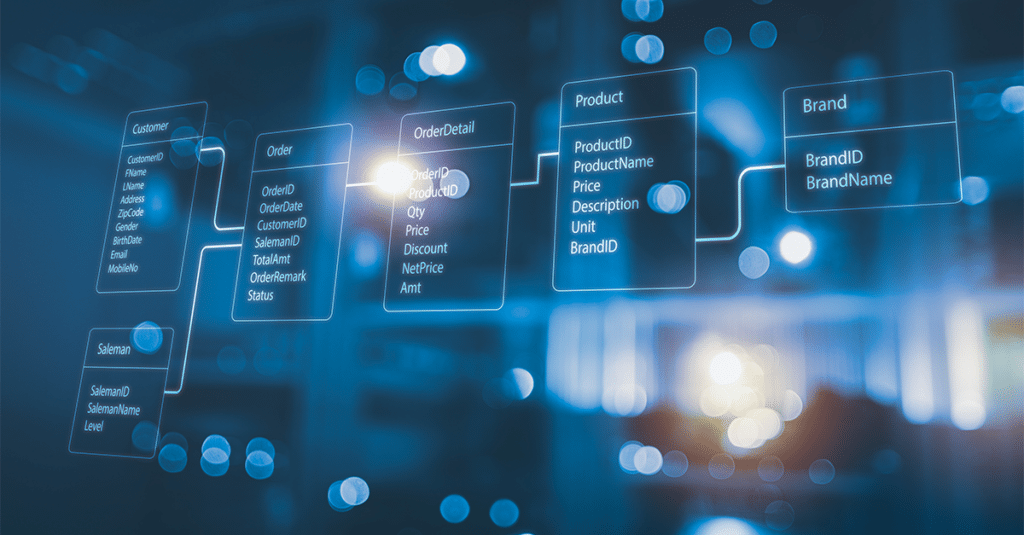 Customer
CustomerID
FName
LName
Address
ZipCode
Gender
BirthDate
Email
MobileNo
Order
OrderID
OrderDate
CustomerID
SalemanID
TotalAmt
OrderRemark
Status
OrderDetail
OrderID
ProductID
Qty
Price
Discount
NetPrice
Amt
Product
ProductID
ProductName
Price
Description
Unit
BrandID
Brand
BrandID
BrandName
Saleman
SalemanID
SalemanName
Level